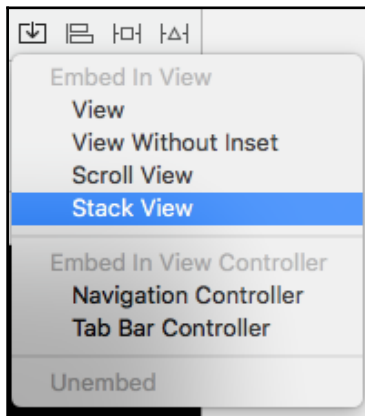 Embed In View
View
View Without Inset
Scroll View
Stack View
Embed In View Controller
Navigation Controller
Tab Bar Controller
Unembed